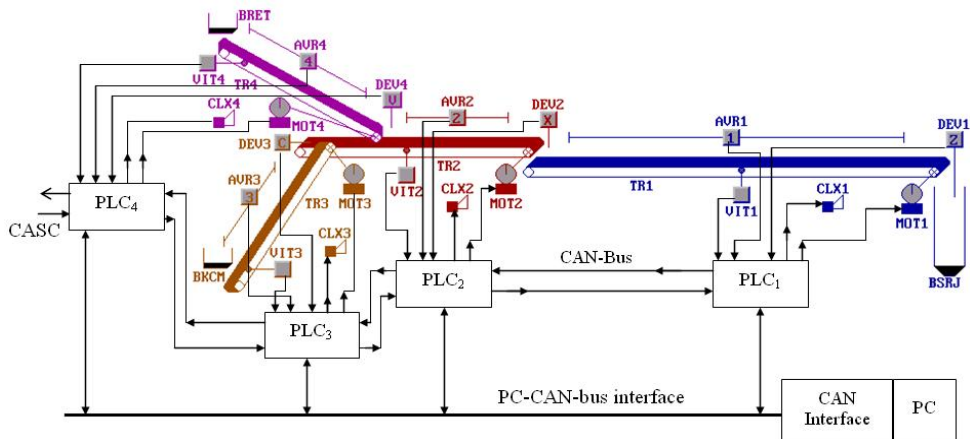 BRET
AVR4
4
VIT4
TR4
DEV4
V
CLX4
MOT4
AVR2
2
DEV2
X
AVR1
1
DEV1
Z
DEV3
C
TR2
TR1
AVR3
3
TR3
MOT3
VIT2
CLX2
MOT2
VIT1
CLX1
MOT1
PLC4
CASC
CLX3
VIT3
BKCM
PLC2
CAN-Bus
PLC1
BSRJ
PLC3
PC-CAN-bus interface
CAN
Interface
PC